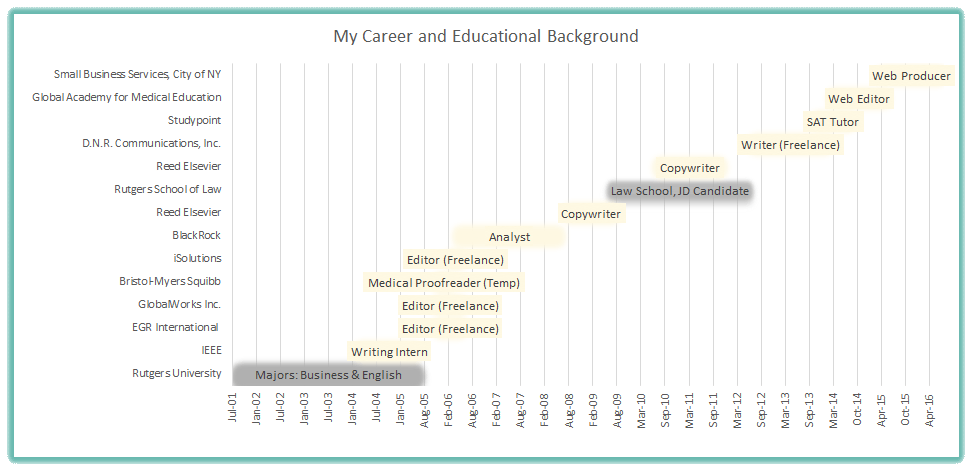 My Career and Educational Background
Small Business Services, City of NY
Web Producer
Global Academy for Medical Education
Web Editor
Studypoint
SAT Tutor
D.N.R. Communications, Inc.
Writer (Freelance)
Reed Elsevier
Copywriter
Rutgers School of Law
Law School, JD Candidate
Reed Elsevier
Copywriter
BlackRock
Analyst
iSolutions
Editor (Freelance)
Bristol-Myers Squibb
Medical Proofreader (Temp)
GlobalWorks Inc.
Editor (Freelance)
EGR International
Editor (Freelance)
IEEE
Writing Intern
Rutgers University
Majors: Business & English
Jul-01
Jan-02
Jul-02
Jan-03
Jul-03
Jan-04
Jul-04
Jan-05
Aug-05
Feb-06
Aug-06
Feb-07
Aug-07
Feb-08
Aug-08
Feb-09
Aug-09
Mar-10
Sep-10
Mar-11
Sep-11
Mar-12
Sep-12
Mar-13
Sep-13
Mar-14
Oct-14
Apr-15
Oct-15
Apr-16